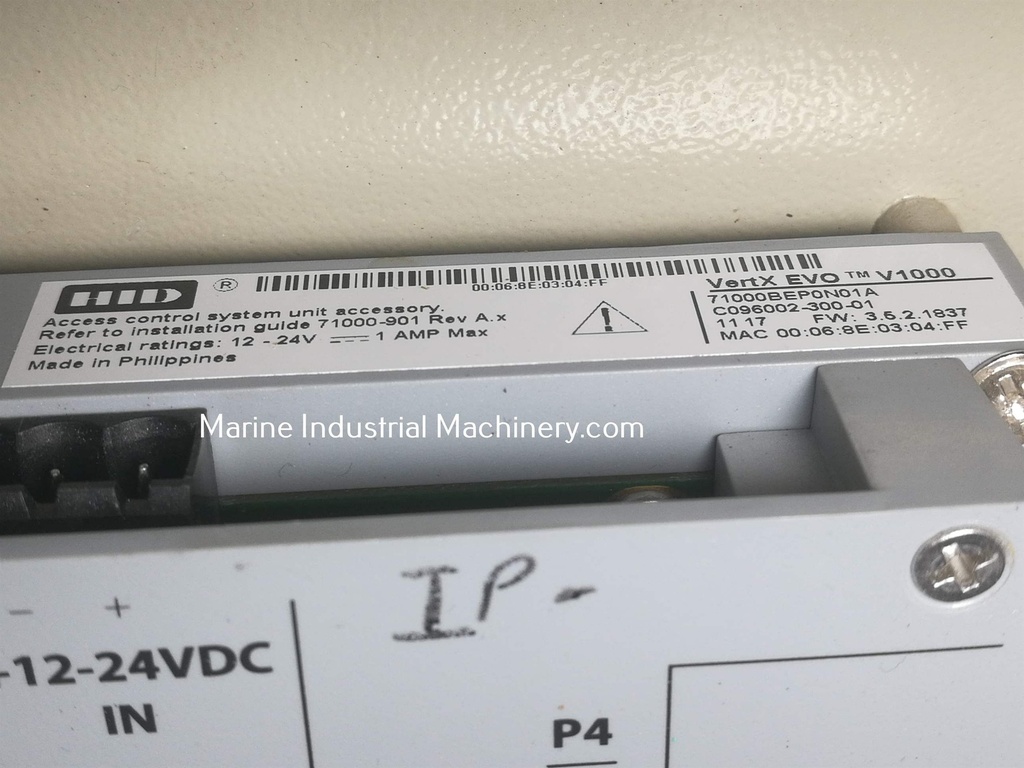 HID ®
00:06:8E:03:04:FF
Access control system unit accessory.
Refer to installation guide 71000-901 Rev A.x
Electrical ratings: 12 - 24V ⎓ 1 AMP Max
Made in Philippines
VertX EVO ™ V1000
71000BEP0N01A
C096002-300-01
11 17 FW: 3.5.2.1837
MAC 00:06:8E:03:04:FF
Marine Industrial Machinery.com
IP -
- +
-12-24VDC
IN
P4